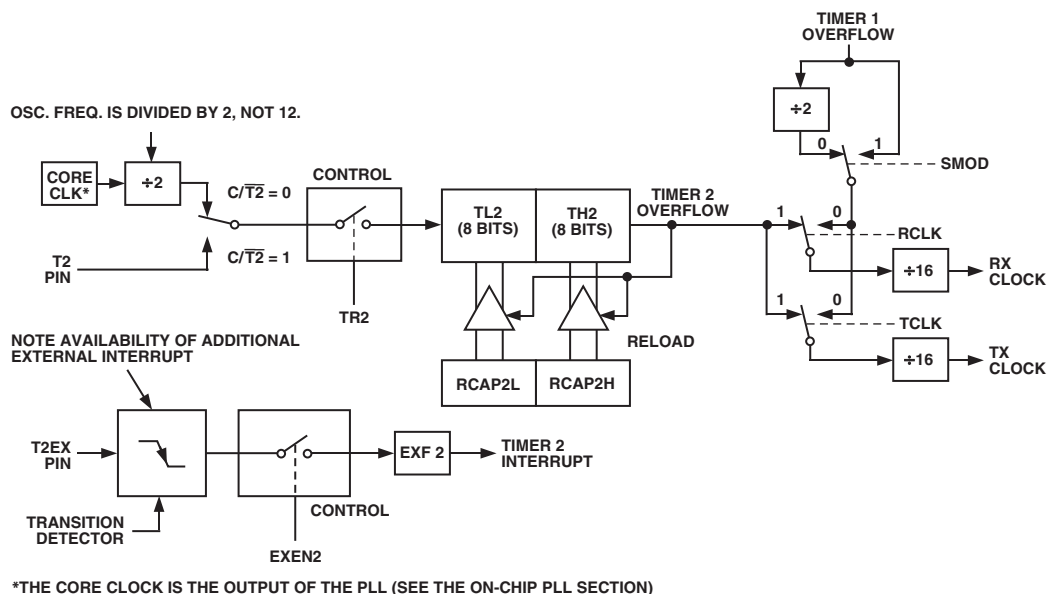 TIMER 1
OVERFLOW
OSC. FREQ. IS DIVIDED BY 2, NOT 12.
÷2
0
1
SMOD
CORE
CLK*
÷2
C/T2̅ = 0
CONTROL
TL2
(8 BITS)
TH2
(8 BITS)
TIMER 2
OVERFLOW
1
0
RCLK
T2
PIN
C/T2̅ = 1
TR2
÷16
RX
CLOCK
1
0
TCLK
RELOAD
NOTE AVAILABILITY OF ADDITIONAL
EXTERNAL INTERRUPT
RCAP2L
RCAP2H
÷16
TX
CLOCK
T2EX
PIN
EXF 2
TIMER 2
INTERRUPT
CONTROL
TRANSITION
DETECTOR
EXEN2
*THE CORE CLOCK IS THE OUTPUT OF THE PLL (SEE THE ON-CHIP PLL SECTION)